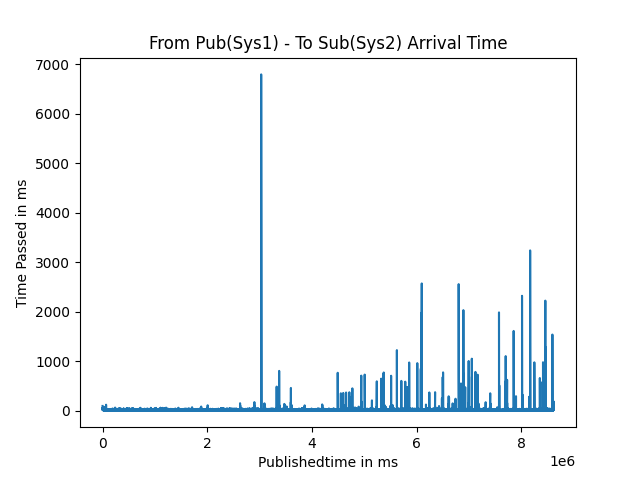 From Pub(Sys1) - To Sub(Sys2) Arrival Time
7000
6000
5000
4000
3000
2000
1000
0
Time Passed in ms
0 2 4 6 8
1e6
Publishedtime in ms